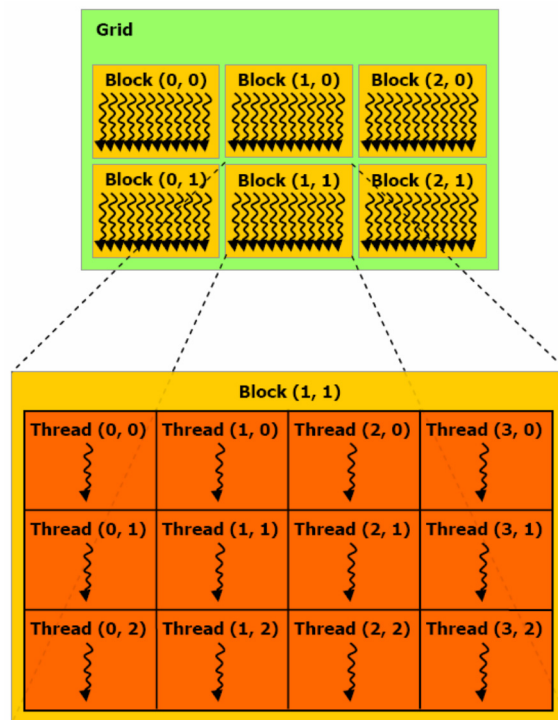 Grid
Block (0, 0) Block (1, 0) Block (2, 0)
Block (0, 1) Block (1, 1) Block (2, 1)
Block (1, 1)
Thread (0, 0) Thread (1, 0) Thread (2, 0) Thread (3, 0)
Thread (0, 1) Thread (1, 1) Thread (2, 1) Thread (3, 1)
Thread (0, 2) Thread (1, 2) Thread (2, 2) Thread (3, 2)